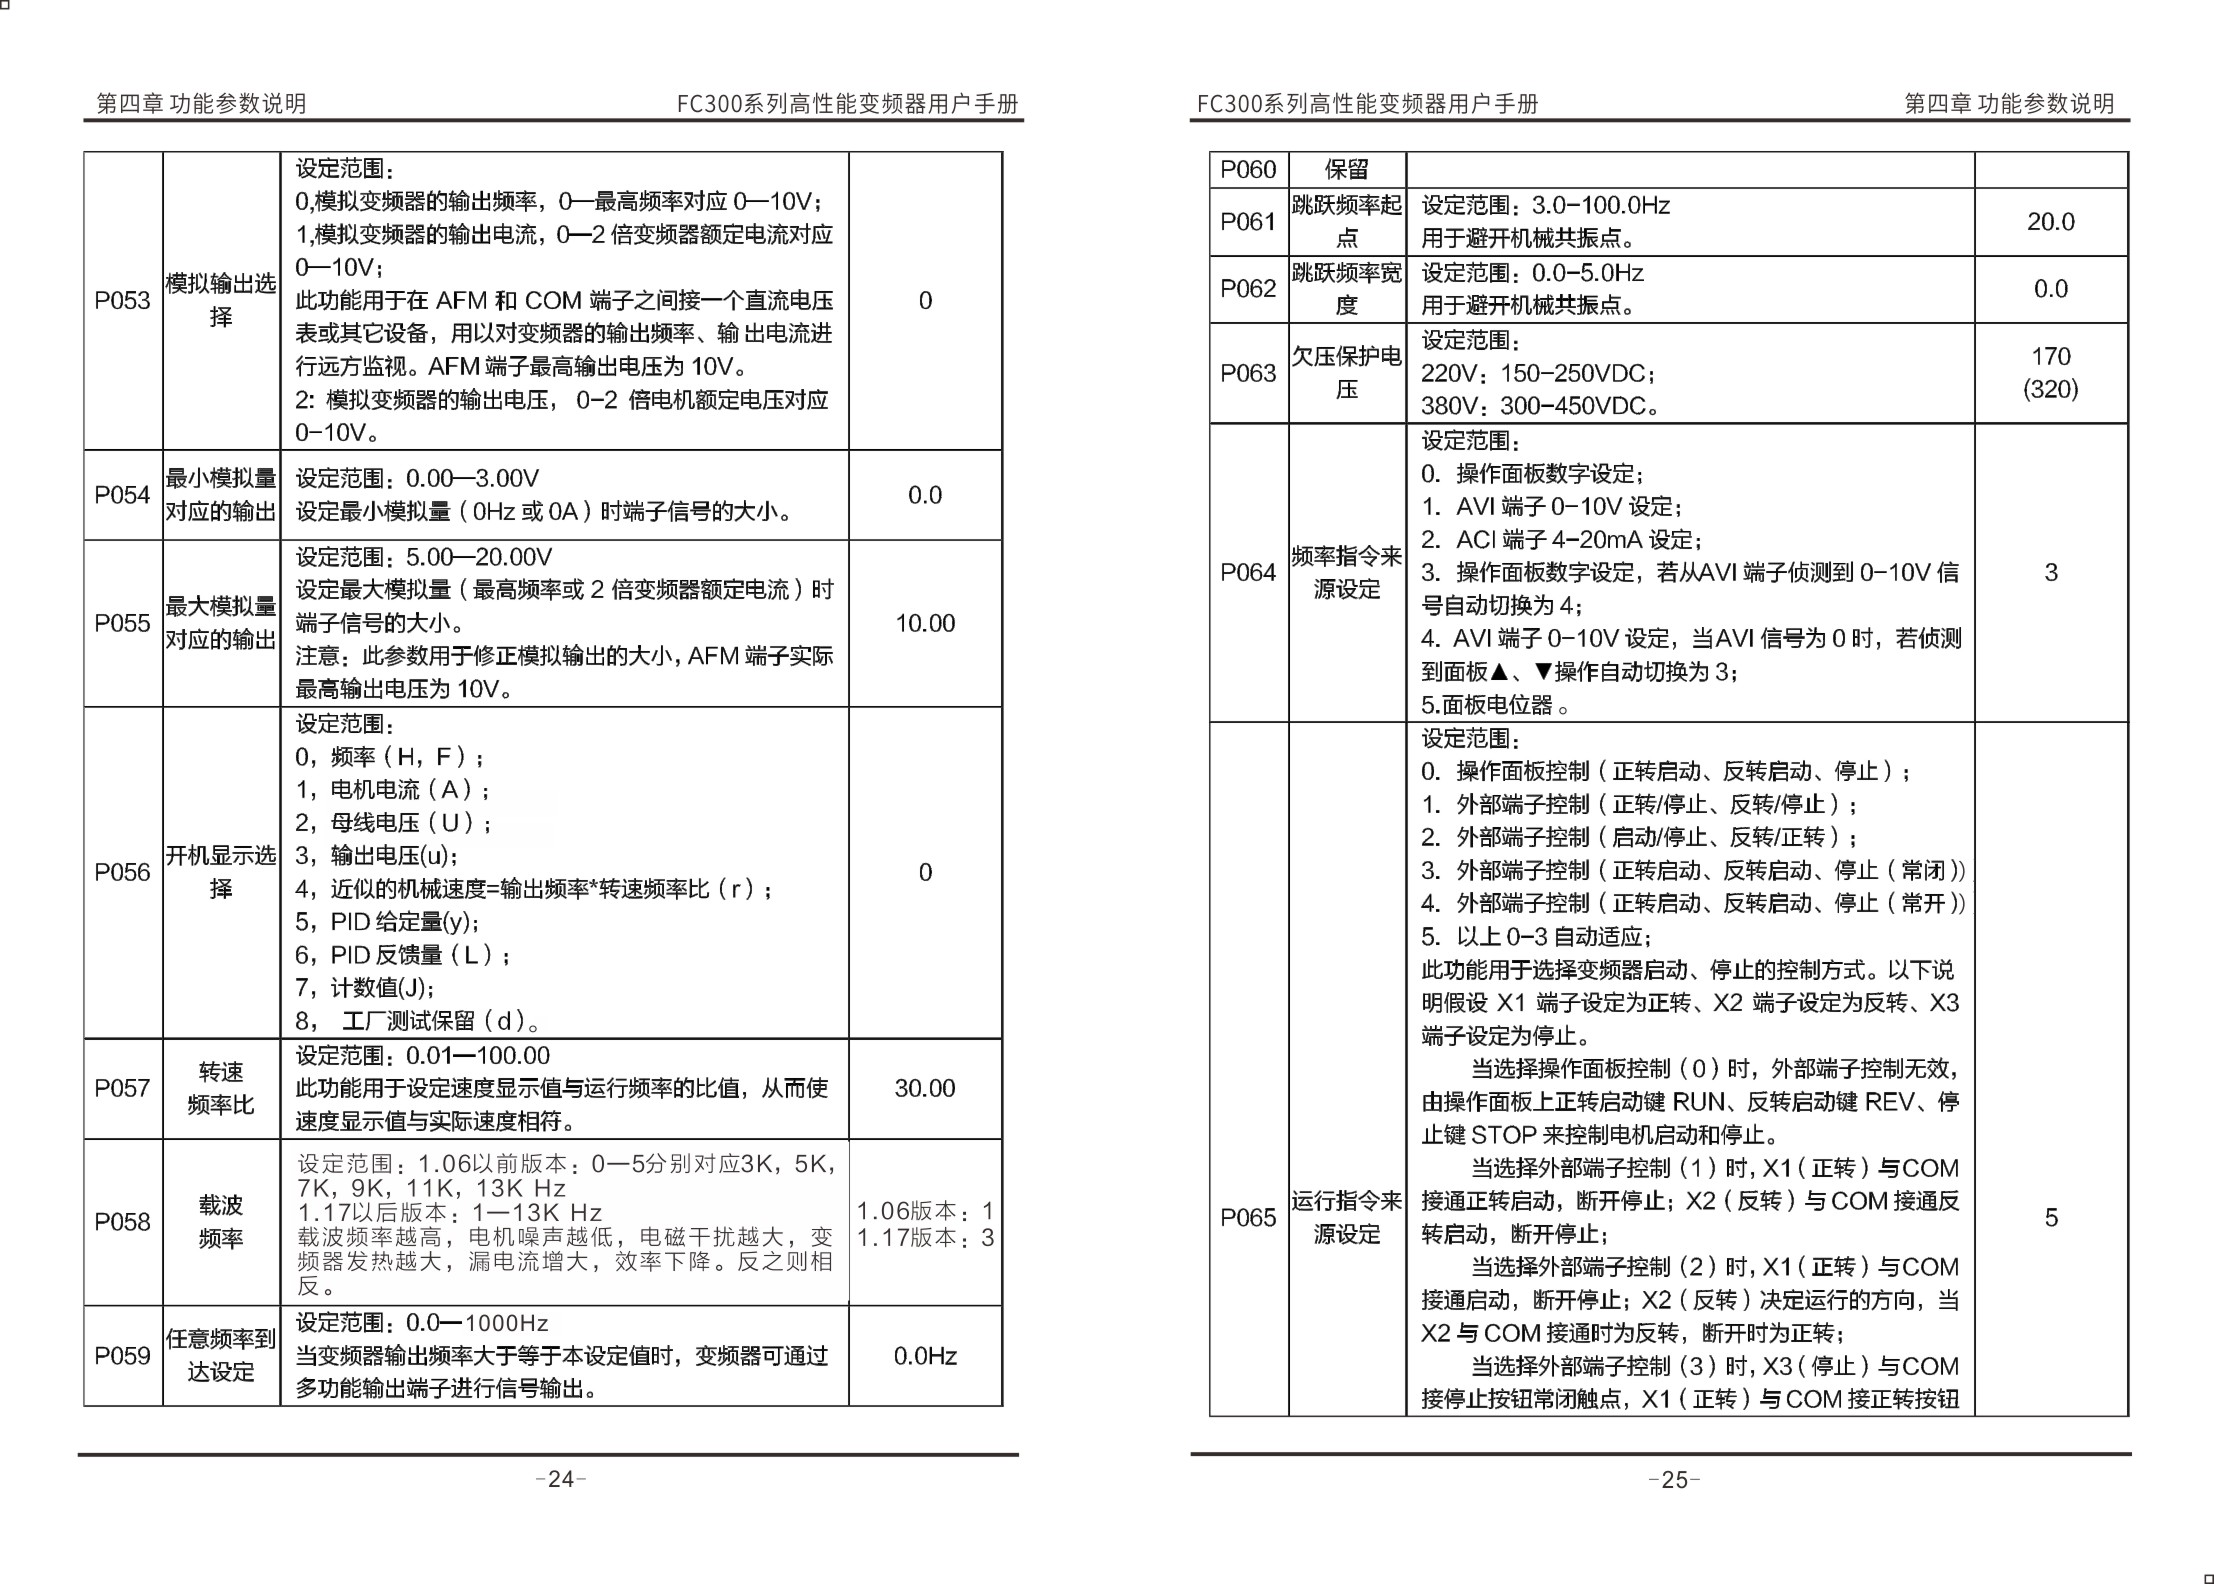 第四章 功能参数说明
FC300系列高性能变频器用户手册
P053
模拟输出选
择
设定范围：
0,模拟变频器的输出频率，0—最高频率对应 0—10V；
1,模拟变频器的输出电流，0—2 倍变频器额定电流对应
0—10V；
此功能用于在 AFM 和 COM 端子之间接一个直流电压
表或其它设备，用以对变频器的输出频率、输 出电流进
行远方监视。AFM 端子最高输出电压为 10V。
2: 模拟变频器的输出电压， 0-2 倍电机额定电压对应
0-10V。
0
P054
最小模拟量
对应的输出
设定范围：0.00—3.00V
设定最小模拟量（0Hz 或 0A）时端子信号的大小。
0.0
P055
最大模拟量
对应的输出
设定范围：5.00—20.00V
设定最大模拟量（最高频率或 2 倍变频器额定电流）时
端子信号的大小。
注意：此参数用于修正模拟输出的大小，AFM 端子实际
最高输出电压为 10V。
10.00
P056
开机显示选
择
设定范围：
0，频率（H，F）；
1，电机电流（A）；
2，母线电压（U）；
3，输出电压(u)；
4，近似的机械速度=输出频率*转速频率比（r）；
5，PID 给定量(y)；
6，PID 反馈量（L）；
7，计数值(J)；
8， 工厂测试保留（d）。
0
P057
转速
频率比
设定范围：0.01—100.00
此功能用于设定速度显示值与运行频率的比值，从而使
速度显示值与实际速度相符。
30.00
P058
载波
频率
设定范围：1.06以前版本：0—5分别对应3K，5K，
7K，9K，11K，13K Hz
1.17以后版本：1—13K Hz
载波频率越高，电机噪声越低，电磁干扰越大，变
频器发热越大，漏电流增大，效率下降。反之则相
反。
1.06版本：1
1.17版本：3
P059
任意频率到
达设定
设定范围：0.0—1000Hz
当变频器输出频率大于等于本设定值时，变频器可通过
多功能输出端子进行信号输出。
0.0Hz
-24-
FC300系列高性能变频器用户手册
第四章 功能参数说明
P060
保留
P061
跳跃频率起
点
设定范围：3.0-100.0Hz
用于避开机械共振点。
20.0
P062
跳跃频率宽
度
设定范围：0.0-5.0Hz
用于避开机械共振点。
0.0
P063
欠压保护电
压
设定范围：
220V：150-250VDC；
380V：300-450VDC。
170
(320)
P064
频率指令来
源设定
设定范围：
0. 操作面板数字设定；
1. AVI 端子 0-10V 设定；
2. ACI 端子 4-20mA 设定；
3. 操作面板数字设定，若从AVI 端子侦测到 0-10V 信
号自动切换为 4；
4. AVI 端子 0-10V 设定，当AVI 信号为 0 时，若侦测
到面板▲、▼操作自动切换为 3；
5.面板电位器 。
3
P065
运行指令来
源设定
设定范围：
0. 操作面板控制（正转启动、反转启动、停止）；
1. 外部端子控制（正转/停止、反转/停止）；
2. 外部端子控制（启动/停止、反转/正转）；
3. 外部端子控制（正转启动、反转启动、停止（常闭））
4. 外部端子控制（正转启动、反转启动、停止（常开））
5. 以上 0-3 自动适应；
此功能用于选择变频器启动、停止的控制方式。以下说
明假设 X1 端子设定为正转、X2 端子设定为反转、X3
端子设定为停止。
当选择操作面板控制（0）时，外部端子控制无效，
由操作面板上正转启动键 RUN、反转启动键 REV、停
止键 STOP 来控制电机启动和停止。
当选择外部端子控制（1）时，X1（正转）与COM
接通正转启动，断开停止；X2（反转）与 COM 接通反
转启动，断开停止；
当选择外部端子控制（2）时，X1（正转）与COM
接通启动，断开停止；X2（反转）决定运行的方向，当
X2 与 COM 接通时为反转，断开时为正转；
当选择外部端子控制（3）时，X3（停止）与COM
接停止按钮常闭触点，X1（正转）与 COM 接正转按钮
5
-25-